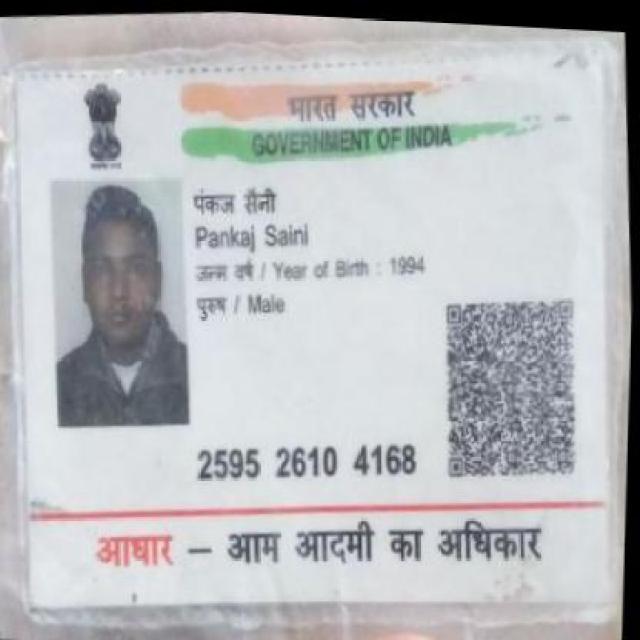 भारत सरकार
GOVERNMENT OF INDIA
पंकज सैनी
Pankaj Saini
जन्म वर्ष / Year of Birth : 1994
पुरुष / Male
2595 2610 4168
आधार – आम आदमी का अधिकार